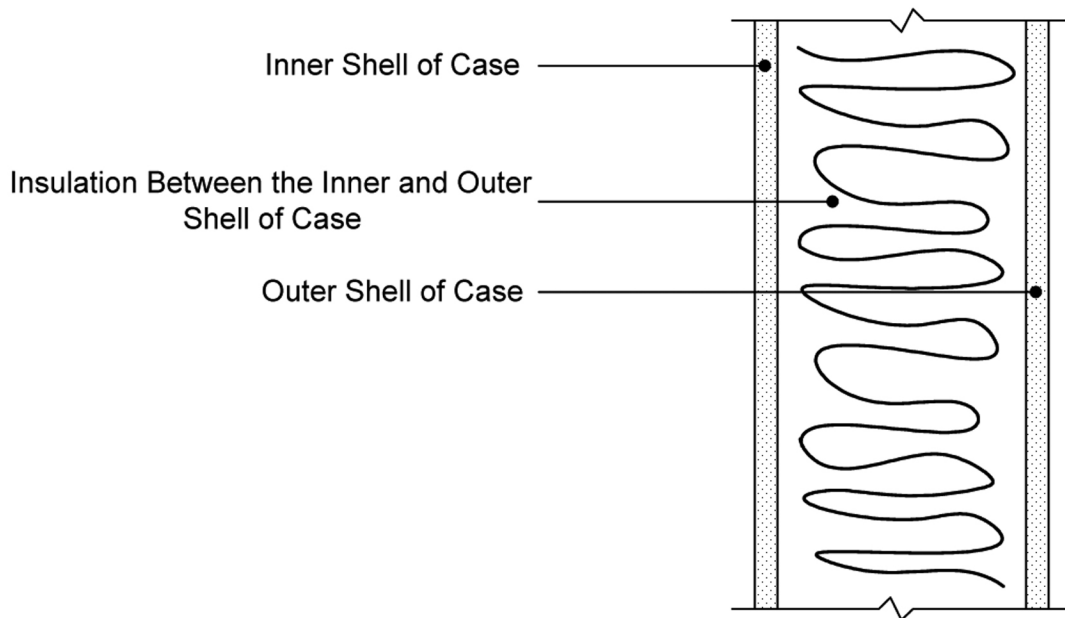 Inner Shell of Case
Insulation Between the Inner and Outer
Shell of Case
Outer Shell of Case